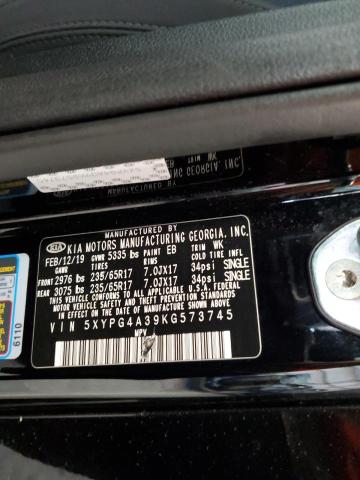 MANUFACTURED BY
KIA KIA MOTORS MANUFACTURING GEORGIA, INC.
FEB/12/19 GVWR 5335 lbs PAINT EB TRIM WK
GAWR TIRES RIMS
FRONT 2976 lbs 235/65R17 7.0JX17 34psi SINGLE
REAR 3075 lbs 235/65R17 7.0JX17 34psi SINGLE
THIS VEHICLE CONFORMS TO ALL APPLICABLE U.S.A. FEDERAL
MOTOR VEHICLE SAFETY AND THEFT PREVENTION STANDARDS
IN EFFECT ON THE DATE OF MANUFACTURE SHOWN ABOVE.
VIN 5XYPG4A39KG573745
MPV
6110